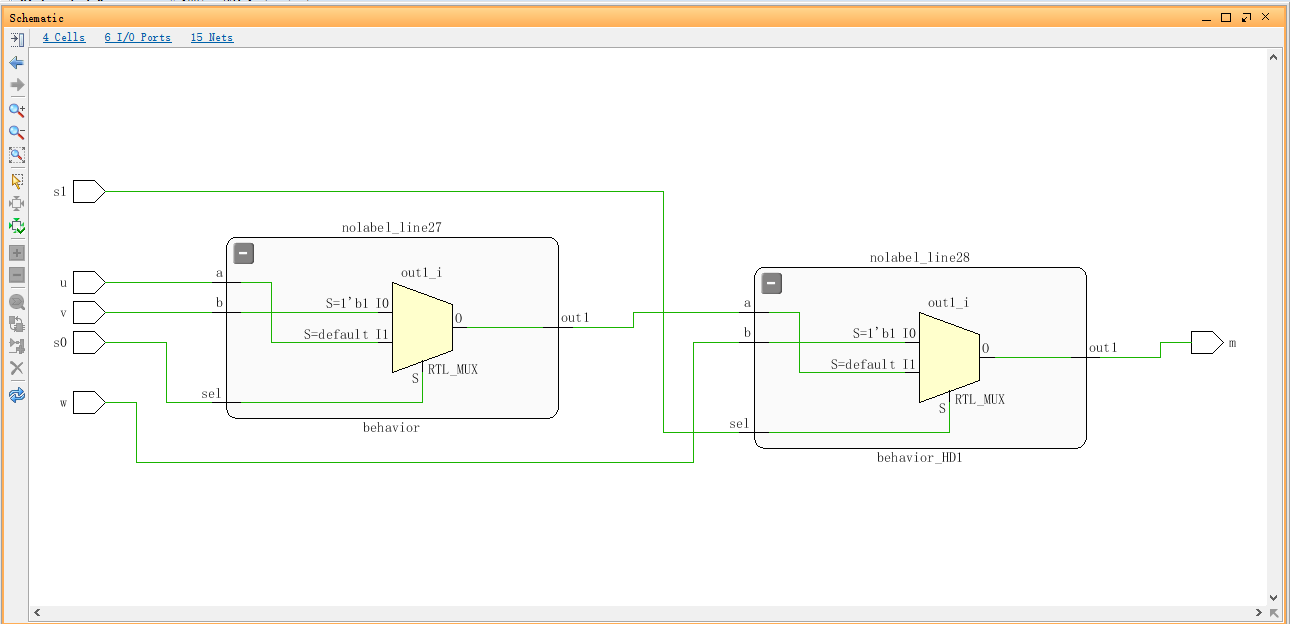 Schematic
4 Cells 6 I/O Ports 15 Nets
s1
nolabel_line27
nolabel_line28
a
out1_i
u
b
S=1'b1 I0
v
O
out1
S=default I1
s0
RTL_MUX
S
sel
w
behavior
a
out1_i
b
S=1'b1 I0
O
out1
m
S=default I1
RTL_MUX
S
sel
behavior_HD1